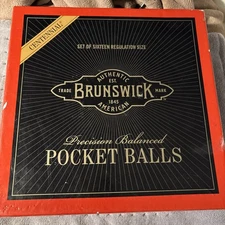 CENTENNIAL
SET OF SIXTEEN REGULATION SIZE
AUTHENTIC
EST.
TRADE BRUNSWICK MARK
1845
AMERICAN
Precision Balanced
POCKET BALLS